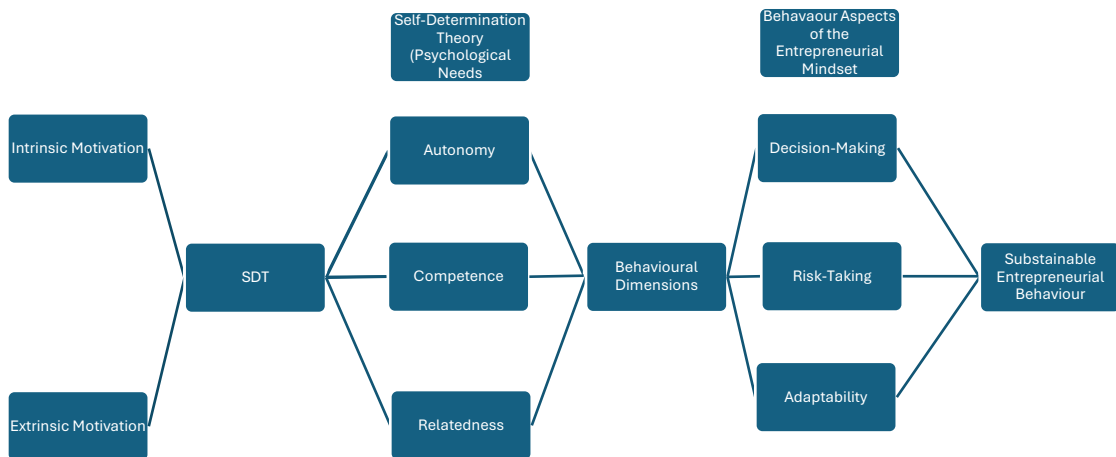 Self-Determination
Theory
(Psychological
Needs
Behavaour Aspects
of the
Entrepreneurial
Mindset
Intrinsic Motivation
Autonomy
Decision-Making
SDT
Competence
Behavioural
Dimensions
Risk-Taking
Substainable
Entrepreneurial
Behaviour
Extrinsic Motivation
Relatedness
Adaptability